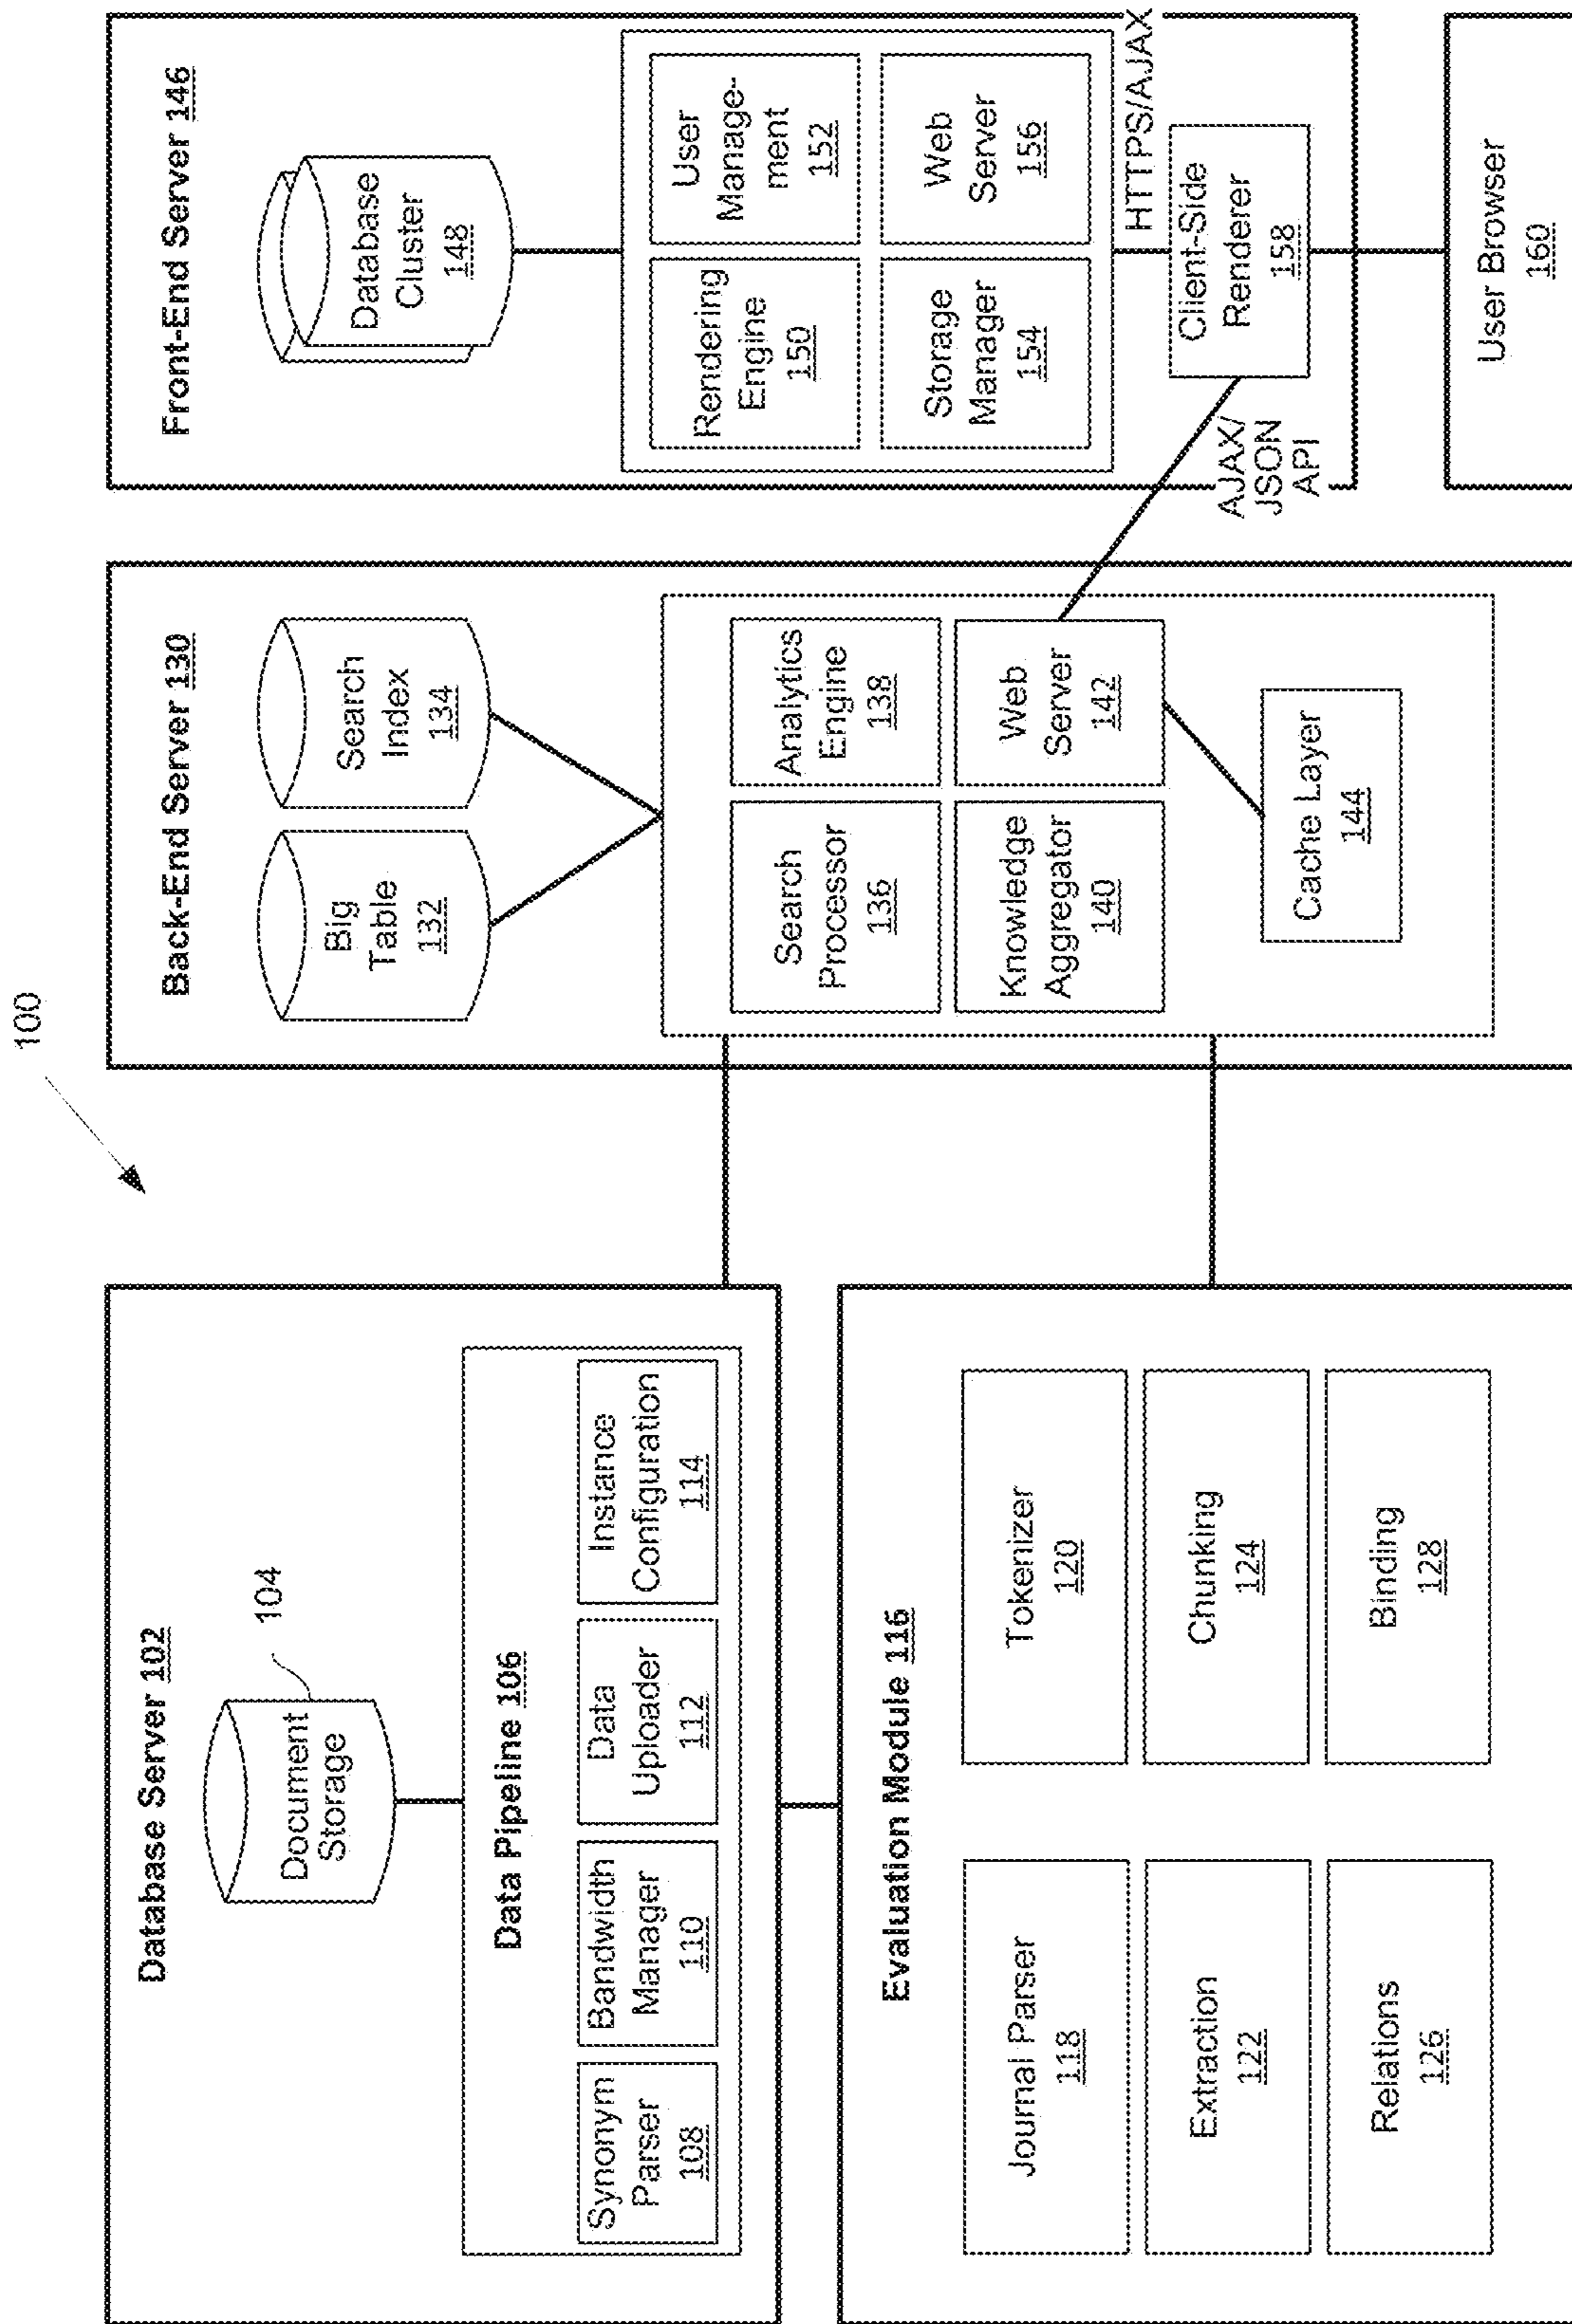 100
Database Server 102
Document
Storage
104
Data Pipeline 106
Synonym
Parser
108
Bandwidth
Manager
110
Data
Uploader
112
Instance
Configuration
114
Evaluation Module 116
Journal Parser
118
Tokenizer
120
Extraction
122
Chunking
124
Relations
126
Binding
128
Back-End Server 130
Big
Table
132
Search
Index
134
Search
Processor
136
Analytics
Engine
138
Knowledge
Aggregator
140
Web
Server
142
Cache Layer
144
Front-End Server 146
Database
Cluster
148
Rendering
Engine
150
User
Manage-
ment
152
Storage
Manager
154
Web
Server
156
HTTPS/AJAX
AJAX/
JSON
API
Client-Side
Renderer
158
User Browser
160